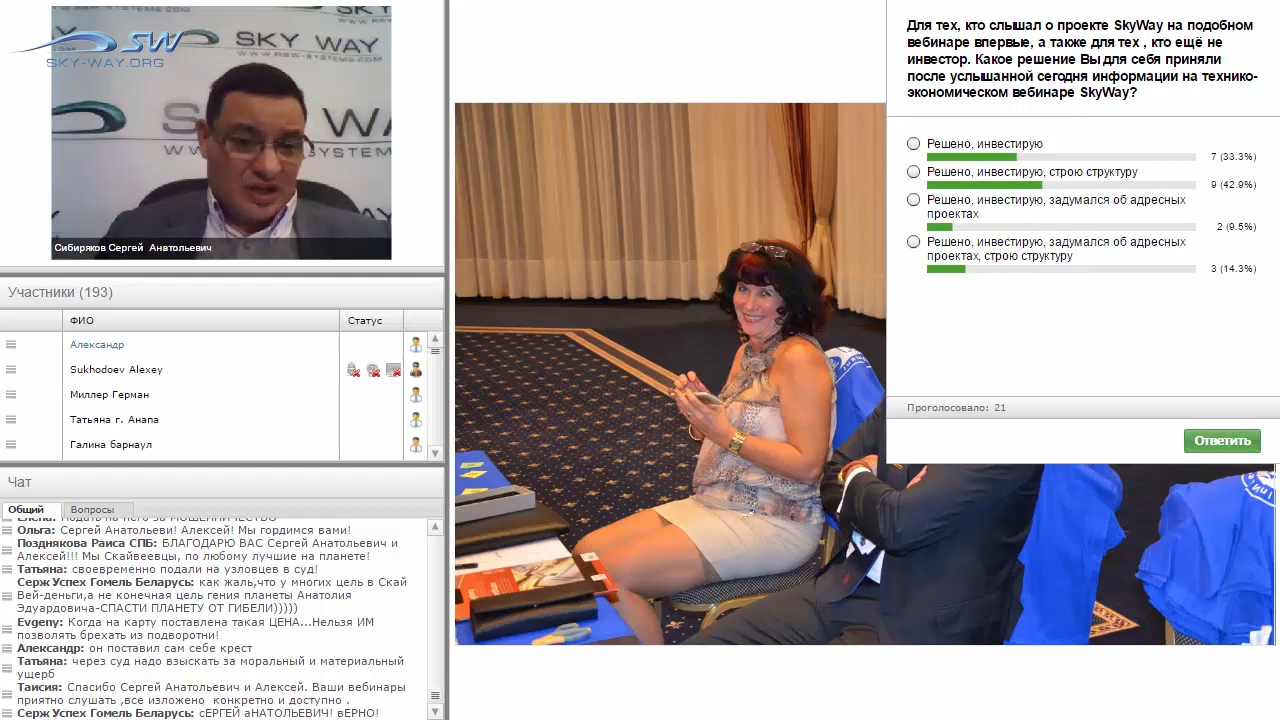 SW
SKY-WAY.ORG
SKY WAY
SKY WAY
Сибиряков Сергей Анатольевич
Участники (193)
ФИО
Статус
Александр
Sukhodoev Alexey
Миллер Герман
Татьяна г. Анапа
Галина барнаул
Чат
Общий
Вопросы
Ольга: Сергей Анатольеви! Алексей! Мы гордимся вами!
Позднякова Раиса СПБ: БЛАГОДАРЮ ВАС Сергей Анатольевич и
Алексей!!! Мы Скайвеевцы, по любому лучшие на планете!
Татьяна: своевременно подали на узловцев в суд!
Серж Успех Гомель Беларусь: как жаль,что у многих цель в Скай
Вей-деньги,а не конечная цель гения планеты Анатолия
Эдуардовича-СПАСТИ ПЛАНЕТУ ОТ ГИБЕЛИ)))))
Evgeny: Когда на карту поставлена такая ЦЕНА...Нельзя ИМ
позволять брехать из подворотни!
Александр: он поставил сам себе крест
Татьяна: через суд надо взыскать за моральный и материальный
ущерб
Таисия: Спасибо Сергей Анатольевич и Алексей. Ваши вебинары
приятно слушать ,все изложено конкретно и доступно .
Серж Успех Гомель Беларусь: сЕРГЕЙ аНАТОЛЬЕВИЧ! вЕРНО!
Для тех, кто слышал о проекте SkyWay на подобном
вебинаре впервые, а также для тех , кто ещё не
инвестор. Какое решение Вы для себя приняли
после услышанной сегодня информации на технико-
экономическом вебинаре SkyWay?
Решено, инвестирую
7 (33.3%)
Решено, инвестирую, строю структуру
9 (42.9%)
Решено, инвестирую, задумался об адресных
проектах
2 (9.5%)
Решено, инвестирую, задумался об адресных
проектах, строю структуру
3 (14.3%)
Проголосовало: 21
Ответить